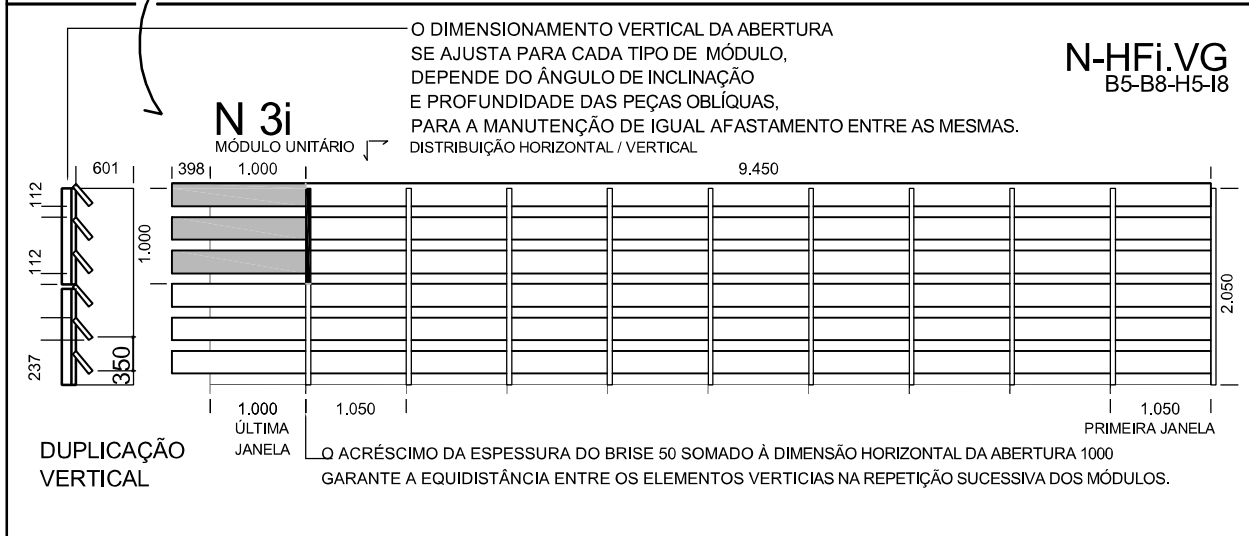 O DIMENSIONAMENTO VERTICAL DA ABERTURA
SE AJUSTA PARA CADA TIPO DE MÓDULO,
DEPENDE DO ÂNGULO DE INCLINAÇÃO
E PROFUNDIDADE DAS PEÇAS OBLÍQUAS,
PARA A MANUTENÇÃO DE IGUAL AFASTAMENTO ENTRE AS MESMAS.
DISTRIBUIÇÃO HORIZONTAL / VERTICAL
N-HFi.VG
B5-B8-H5-I8
N 3i
MÓDULO UNITÁRIO
601
398
1.000
9.450
112
112
1.000
237
350
2.050
1.000
ÚLTIMA
JANELA
1.050
1.050
PRIMEIRA JANELA
DUPLICAÇÃO
VERTICAL
O ACRÉSCIMO DA ESPESSURA DO BRISE 50 SOMADO À DIMENSÃO HORIZONTAL DA ABERTURA 1000
GARANTE A EQUIDISTÂNCIA ENTRE OS ELEMENTOS VERTICIAS NA REPETIÇÃO SUCESSIVA DOS MÓDULOS.